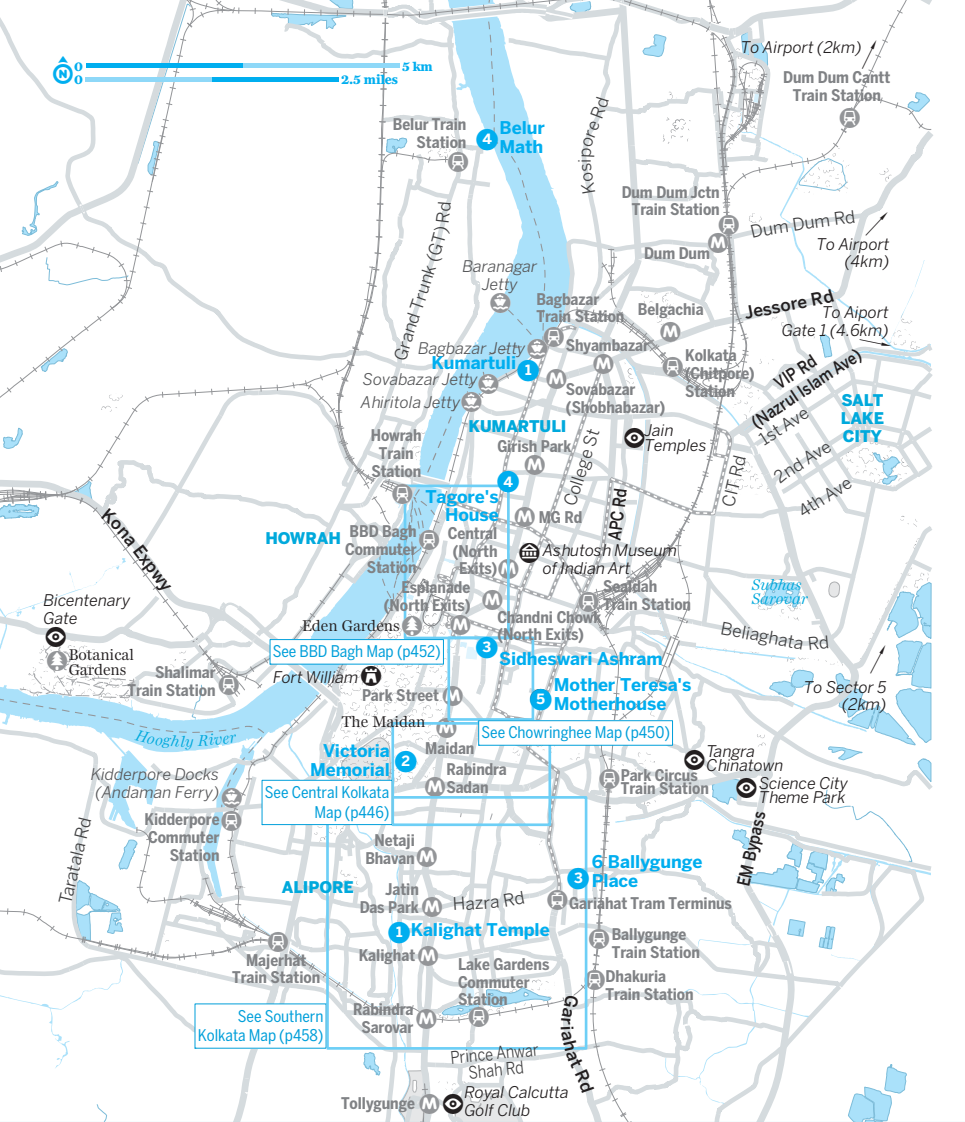 To Airport (2km)
0
5 km
N
0
2.5 miles
Dum Dum Cantt
Train Station
Belur Train
Station
4
Belur
Math
Kosipore Rd
Dum Dum Jctn
Train Station
Dum Dum Rd
Grand Trunk (GT) Rd
To Airport
(4km)
Dum Dum
M
Baranagar
Jetty
Bagbazar
Train Station
Belgachia
M
Jessore Rd
To Aiport
Gate 1 (4.6km)
Bagbazar Jetty
Shyambazar
M
Kumartuli
1
Kolkata
(Chitpore)
Station
VIP Rd
(Nazrul Islam Ave)
Sovabazar Jetty
M
Sovabazar
(Shobhabazar)
Ahiritola Jetty
SALT
LAKE
CITY
1st Ave
KUMARTULI
Howrah
Train
Station
Girish Park
M
College St
Jain
Temples
2nd Ave
CIT Rd
4th Ave
4
Tagore's
House
APC Rd
M
MG Rd
Kona Expwy
HOWRAH
BBD Bagh
Commuter
Station
Central
(North
Exits)
M
Ashutosh Museum
of Indian Art
Subhas
Sarovar
Esplanade
(North Exits)
M
Sealdah
Train Station
Bicentenary
Gate
Eden Gardens
M
Chandni Chowk
(North Exits)
Beliaghata Rd
Botanical
Gardens
See BBD Bagh Map (p452)
3
Sidheswari Ashram
Shalimar
Train Station
Fort William
Park Street
M
5
Mother Teresa's
Motherhouse
To Sector 5
(2km)
The Maidan
Hooghly River
M
Maidan
See Chowringhee Map (p450)
Victoria
Memorial
2
Tangra
Chinatown
Kidderpore Docks
(Andaman Ferry)
M
Rabindra
Sadan
Park Circus
Train Station
Science City
Theme Park
See Central Kolkata
Map (p446)
Kidderpore
Commuter
Station
Taratala Rd
EM Bypass
Netaji
Bhavan
M
ALIPORE
3
6 Ballygunge
Place
Jatin
Das Park
M
Hazra Rd
Gariahat Tram Terminus
1
Kalighat Temple
Majerhat
Train Station
Kalighat
M
Ballygunge
Train Station
Lake Gardens
Commuter
Station
Dhakuria
Train Station
See Southern
Kolkata Map (p458)
Rabindra
Sarovar
M
Gariahat Rd
Prince Anwar
Shah Rd
Tollygunge
M
Royal Calcutta
Golf Club